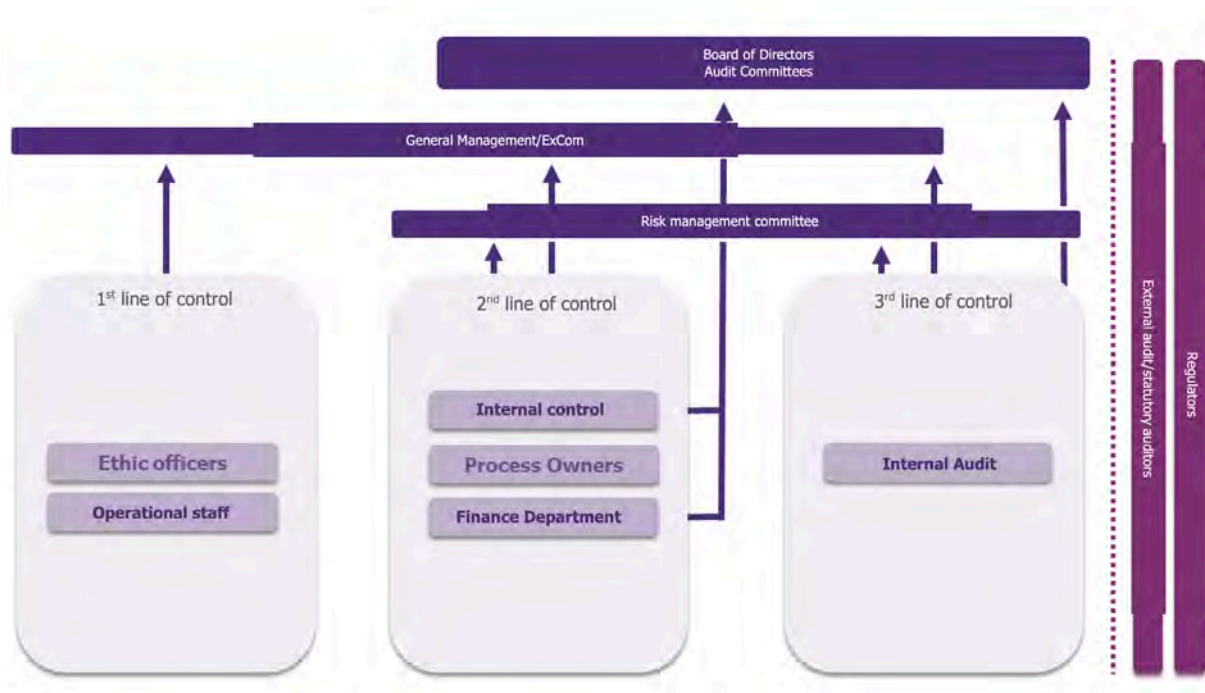 Board of Directors
Audit Committees
General Management/ExCom
Risk management committee
1st line of control
2nd line of control
3rd line of control
Internal control
Ethic officers
Process Owners
Internal Audit
Operational staff
Finance Department
External audit/statutory auditors
Regulators